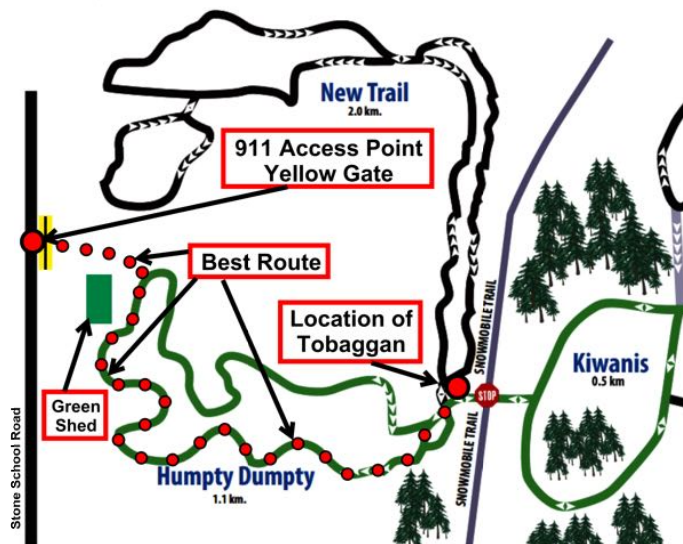 New Trail
2.0 km.
911 Access Point
Yellow Gate
Best Route
Location of
Tobaggan
SNOWMOBILE TRAIL
STOP
Kiwanis
0.5 km
Green
Shed
Humpty Dumpty
1.1 km.
SNOWMOBILE TRAIL
Stone School Road